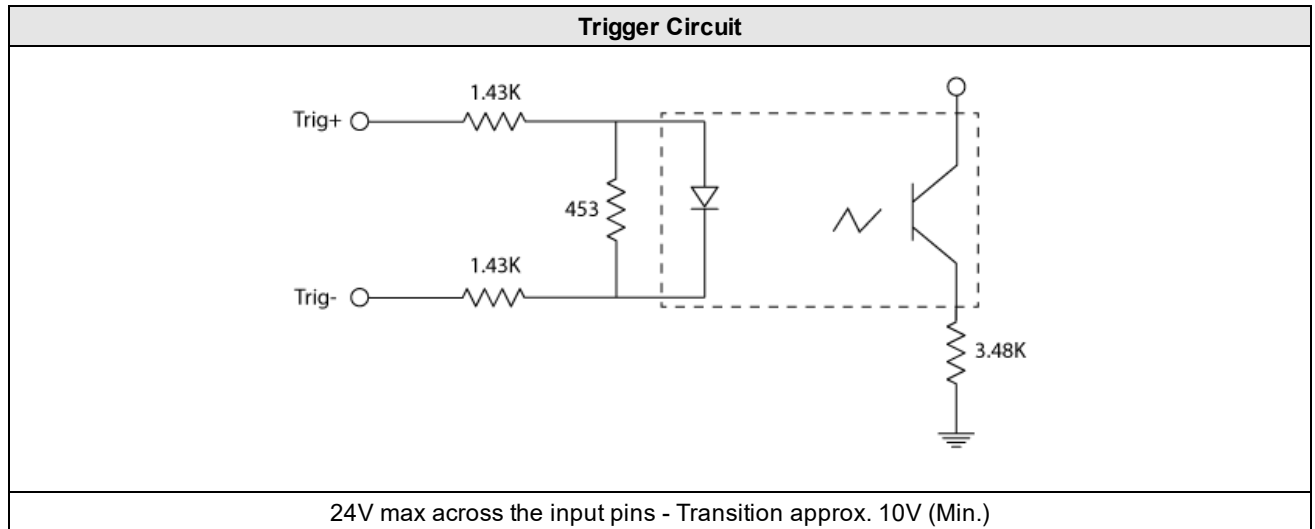 Trigger Circuit
1.43K
Trig+
453
1.43K
Trig-
3.48K
24V max across the input pins - Transition approx. 10V (Min.)